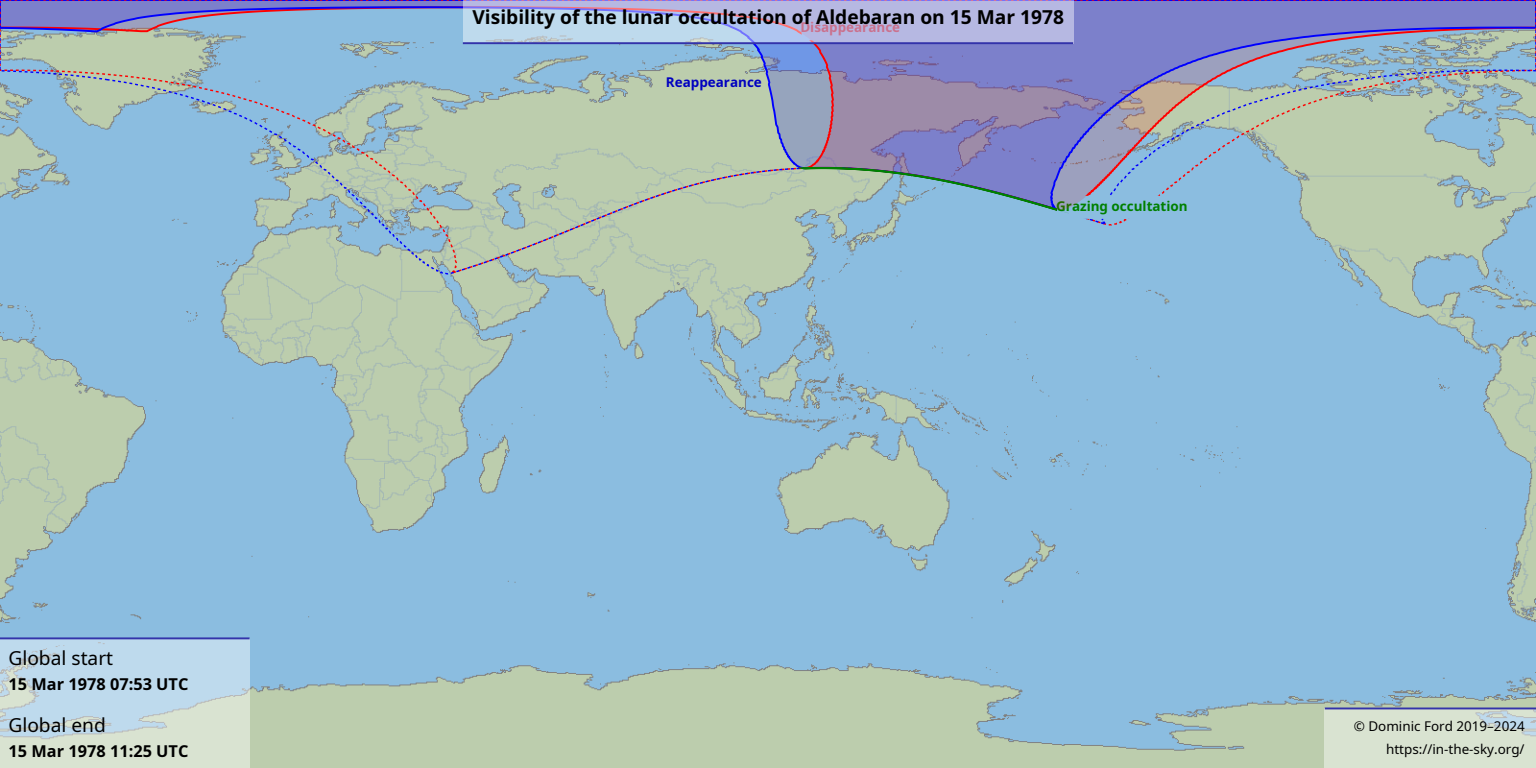 Visibility of the lunar occultation of Aldebaran on 15 Mar 1978
Disappearance
Reappearance
Grazing occultation
Global start
15 Mar 1978 07:53 UTC
Global end
15 Mar 1978 11:25 UTC
© Dominic Ford 2019–2024
https://in-the-sky.org/